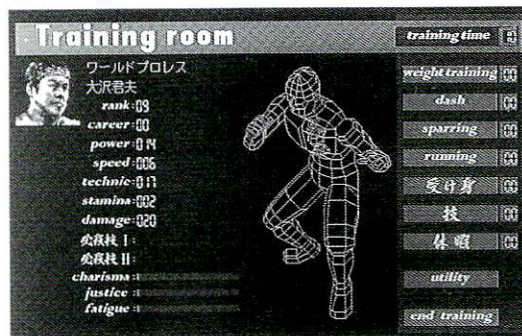 Training room
ワールドプロレス
大沢君夫
rank:09
career:00
power:014
speed:006
technic:017
stamina:002
damage:020
必殺技 I:
必殺技 II:
charisma:
justice:
fatigue:
training time
weight training 00
dash 00
sparring 00
running 00
受け身 00
技 00
休暇 00
utility
end training